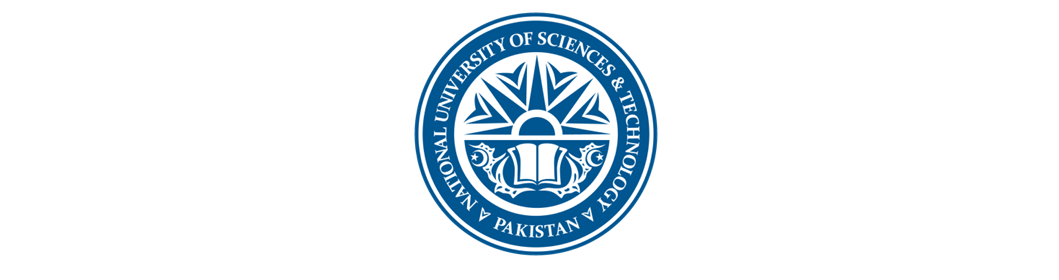 NATIONAL UNIVERSITY OF SCIENCES & TECHNOLOGY
PAKISTAN